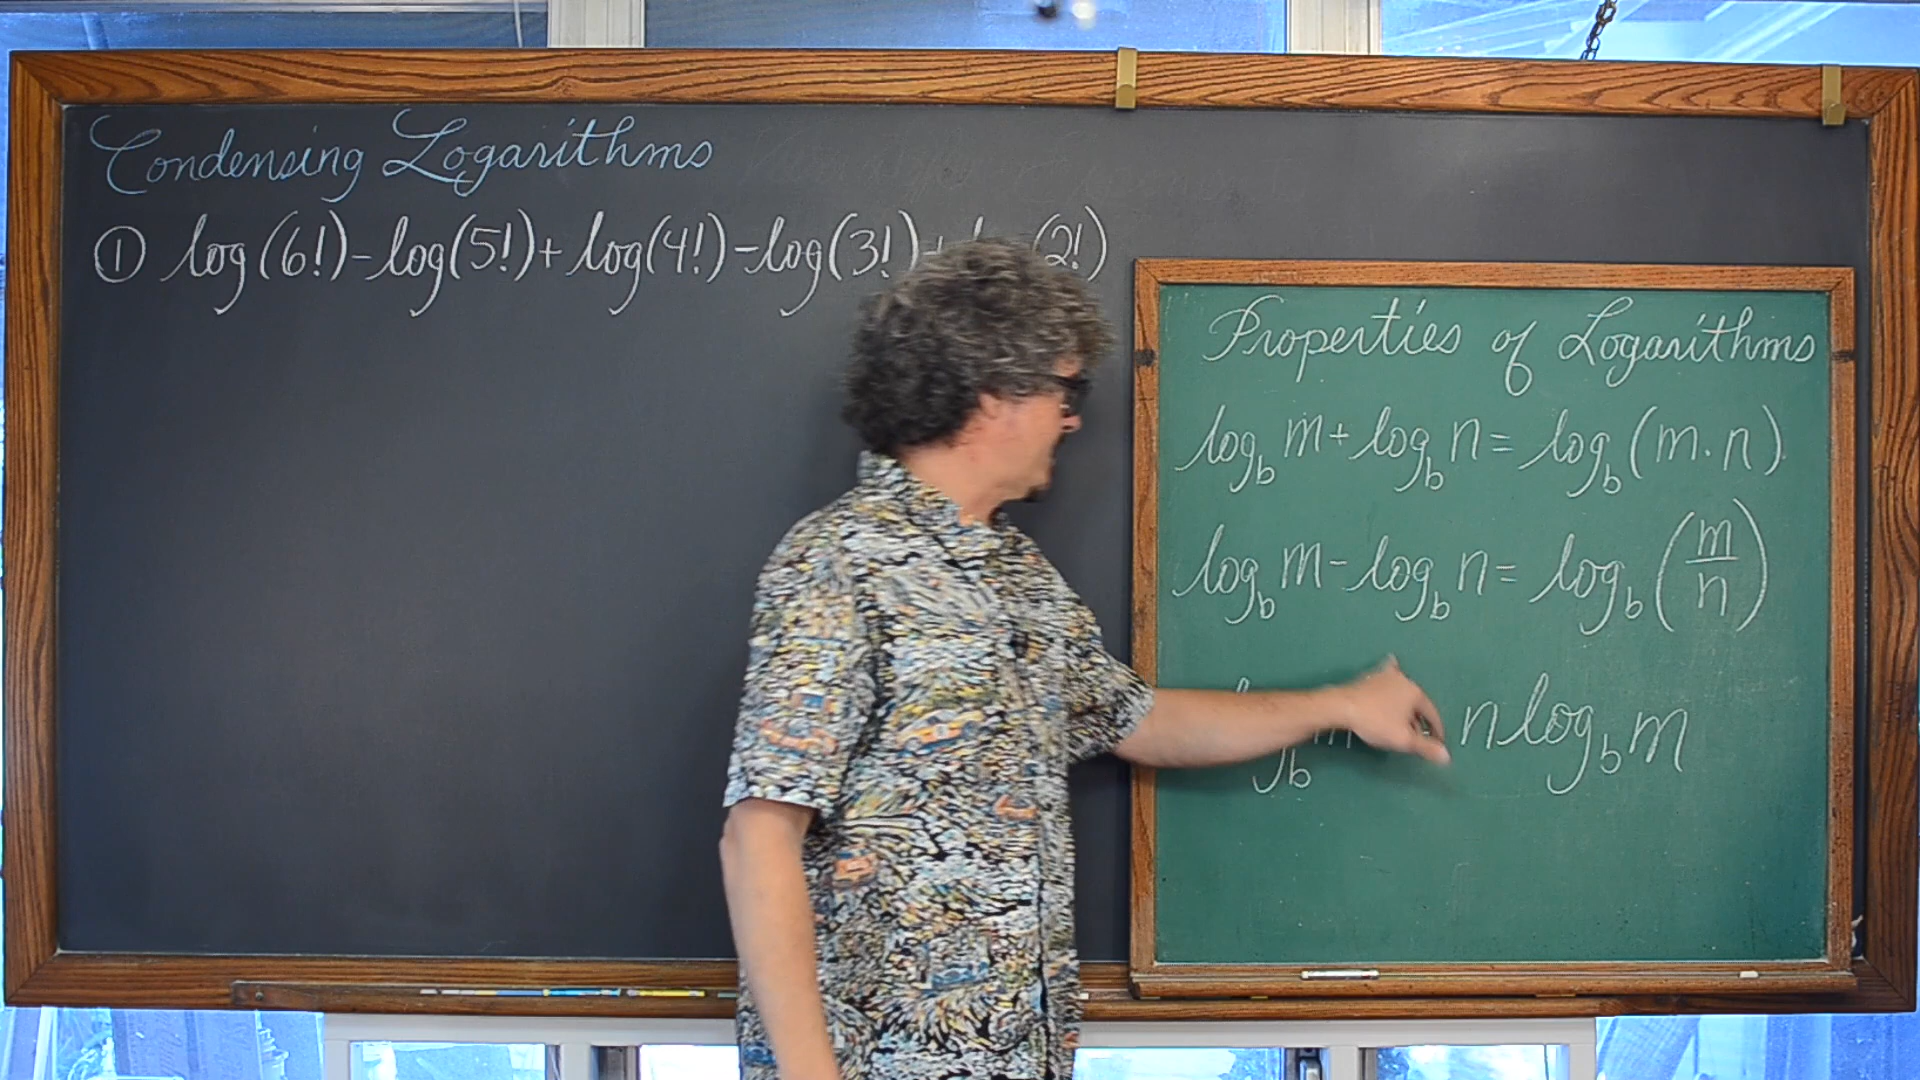 Condensing Logarithms
① log(6!)-log(5!)+log(4!)-log(3!)+ (2!)
Properties of Logarithms
log_b m + log_b n = log_b (m · n)
log_b m - log_b n = log_b (m/n)
n log_b m